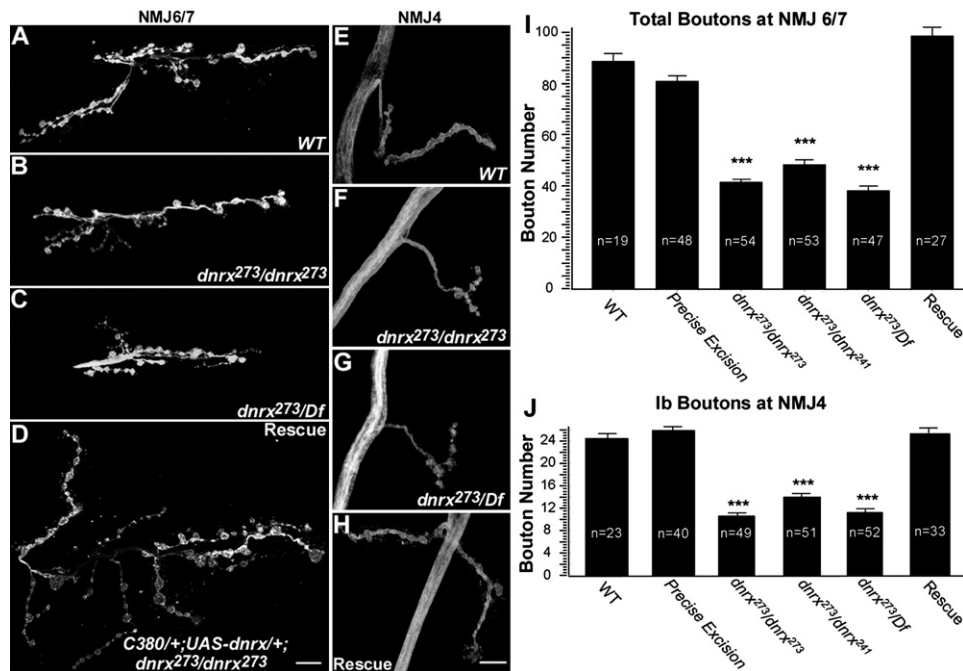 NMJ6/7
A
WT
B
dnrx273/dnrx273
C
dnrx273/Df
D
Rescue
C380/+;UAS-dnrx/+;
dnrx273/dnrx273
NMJ4
E
WT
F
dnrx273/dnrx273
G
dnrx273/Df
H
Rescue
I
Total Boutons at NMJ 6/7
Bouton Number
100
80
60
40
20
0
*** *** ***
n=19 n=48 n=54 n=53 n=47 n=27
WT
Precise Excision
dnrx273/dnrx273
dnrx273/dnrx241
dnrx273/Df
Rescue
J
Ib Boutons at NMJ4
Bouton Number
24
20
16
12
8
4
0
*** *** ***
n=23 n=40 n=49 n=51 n=52 n=33
WT
Precise Excision
dnrx273/dnrx273
dnrx273/dnrx241
dnrx273/Df
Rescue